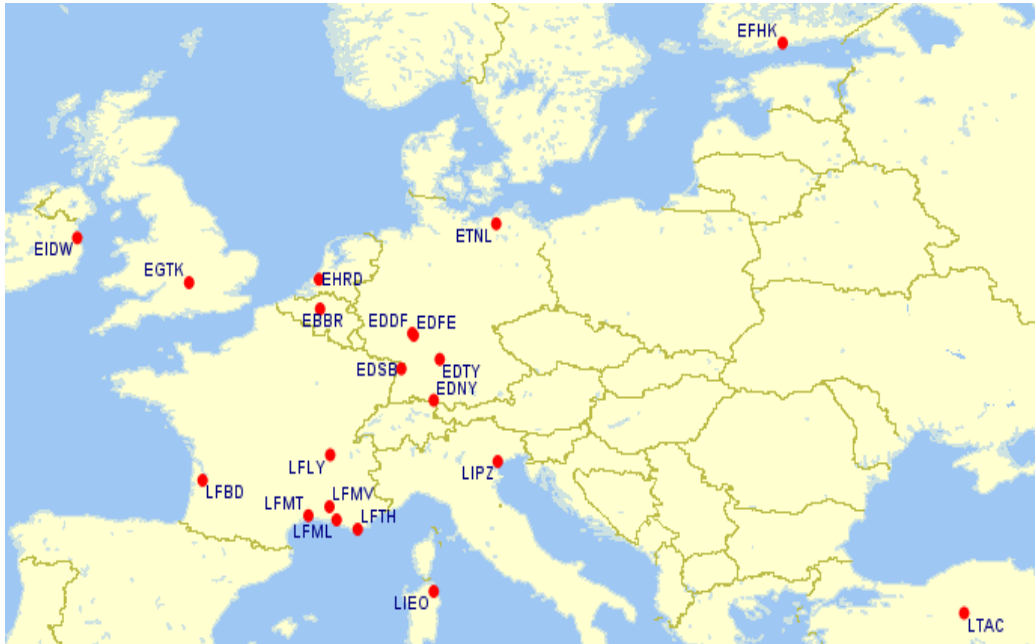 EFHK
ETNL
EIDW
EGTK
EHRD
EBBR
EDDF
EDFE
EDSB
EDTY
EDNY
LFLY
LIPZ
LFBD
LFMV
LFMT
LFML
LFTH
LIEO
LTAC